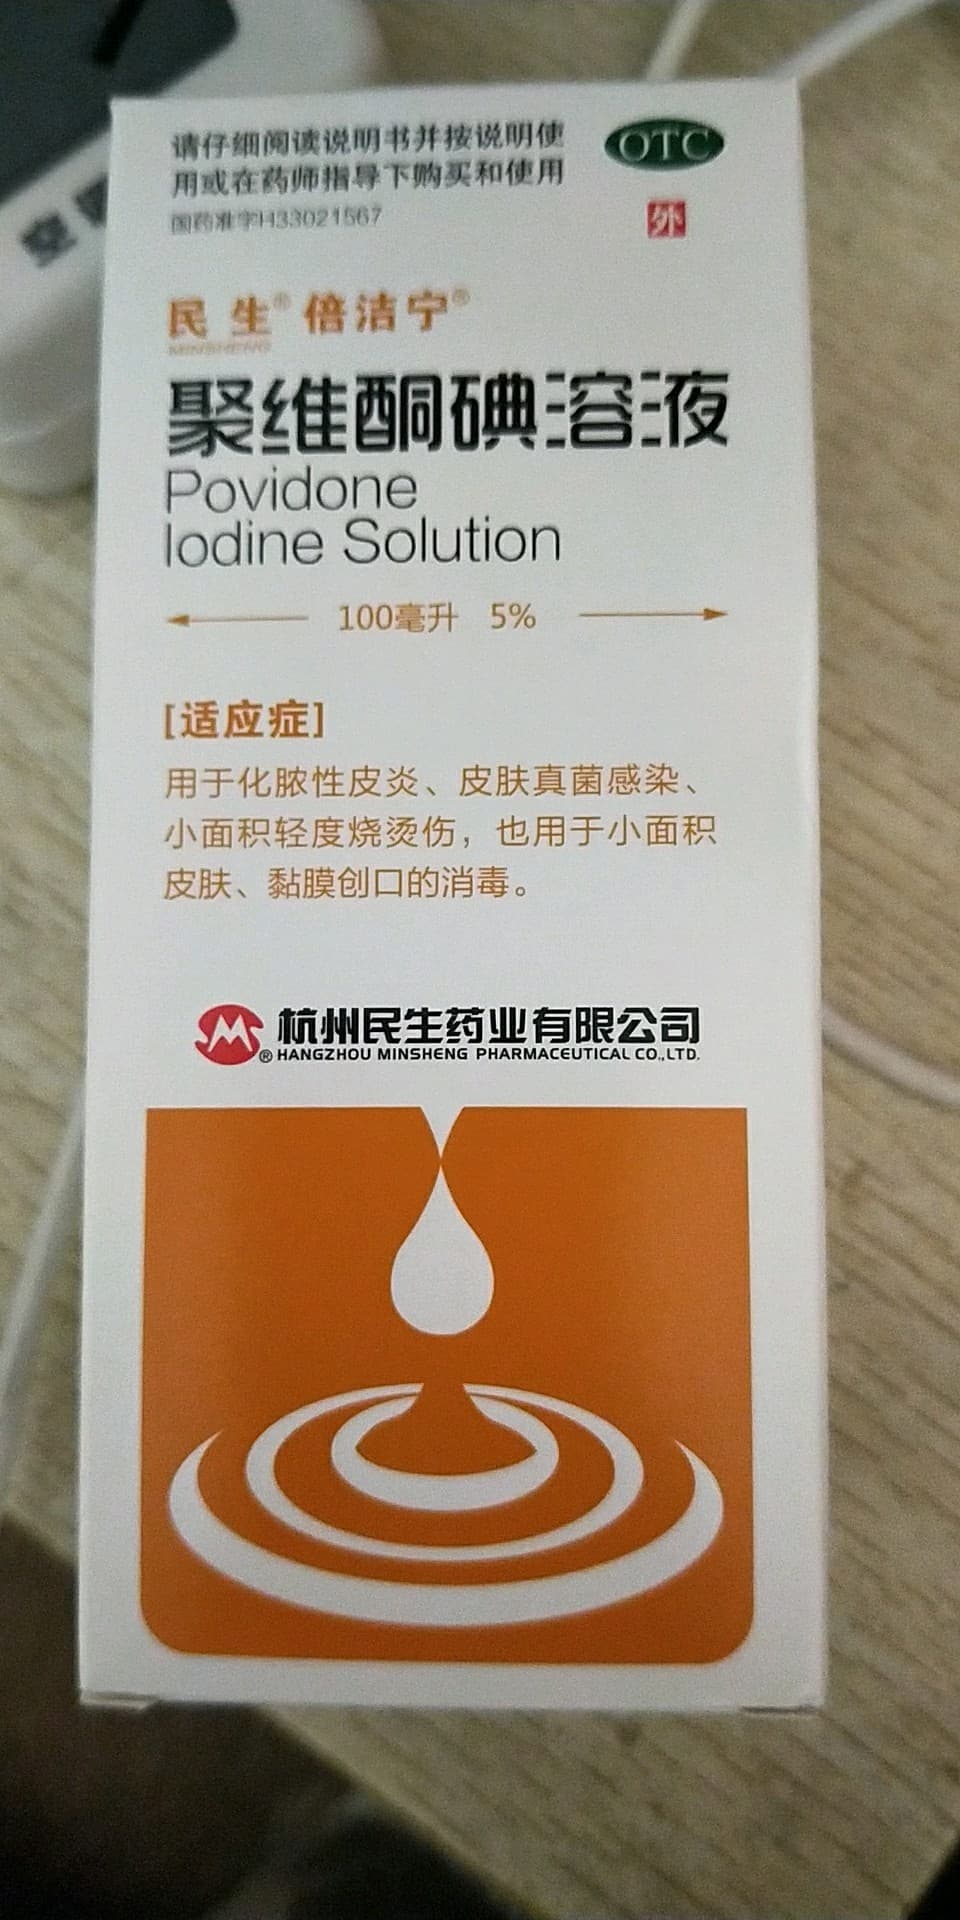 请仔细阅读说明书并按说明使
用或在药师指导下购买和使用
OTC
国药准字H33021567
外
民生® 倍洁宁®
MINSHENG
聚维酮碘溶液
Povidone
Iodine Solution
100毫升 5%
[适应症]
用于化脓性皮炎、皮肤真菌感染、
小面积轻度烧烫伤，也用于小面积
皮肤、黏膜创口的消毒。
杭州民生药业有限公司
®HANGZHOU MINSHENG PHARMACEUTICAL CO.,LTD.